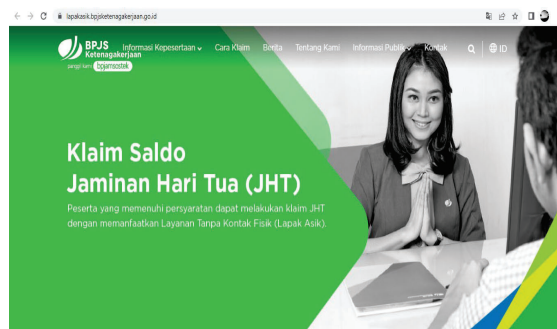 lapakasik.bpjsketenagakerjaan.go.id
BPJS
Ketenagakerjaan
panggil kami bpjamsostek
Informasi Kepesertaan
Cara Klaim
Berita
Tentang Kami
Informasi Publik
Kontak
ID
Klaim Saldo
Jaminan Hari Tua (JHT)
Peserta yang memenuhi persyaratan dapat melakukan klaim JHT
dengan memanfaatkan Layanan Tanpa Kontak Fisik (Lapak Asik).